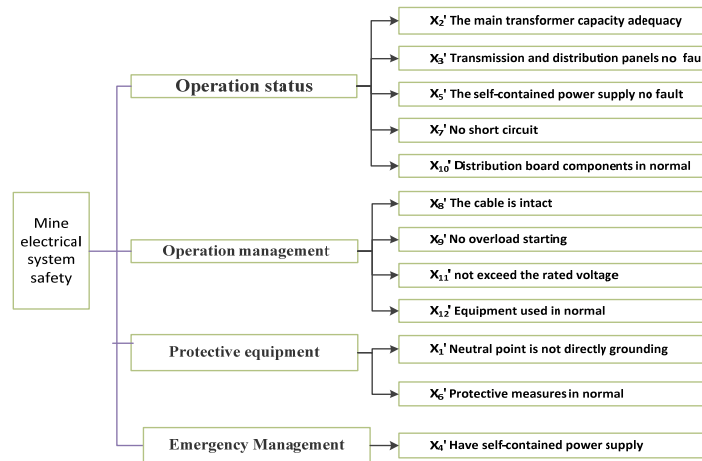 X₂' The main transformer capacity adequacy
X₃' Transmission and distribution panels no fau
Operation status
X₅' The self-contained power supply no fault
X₇' No short circuit
X₁₀' Distribution board components in normal
Mine
electrical
system
safety
X₈' The cable is intact
Operation management
X₉' No overload starting
X₁₁' not exceed the rated voltage
X₁₂' Equipment used in normal
Protective equipment
X₁' Neutral point is not directly grounding
X₆' Protective measures in normal
Emergency Management
X₄' Have self-contained power supply